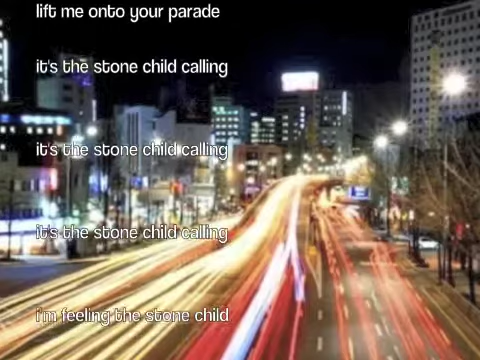 lift me onto your parade
it's the stone child calling
it's the stone child calling
it's the stone child calling
i'm feeling the stone child